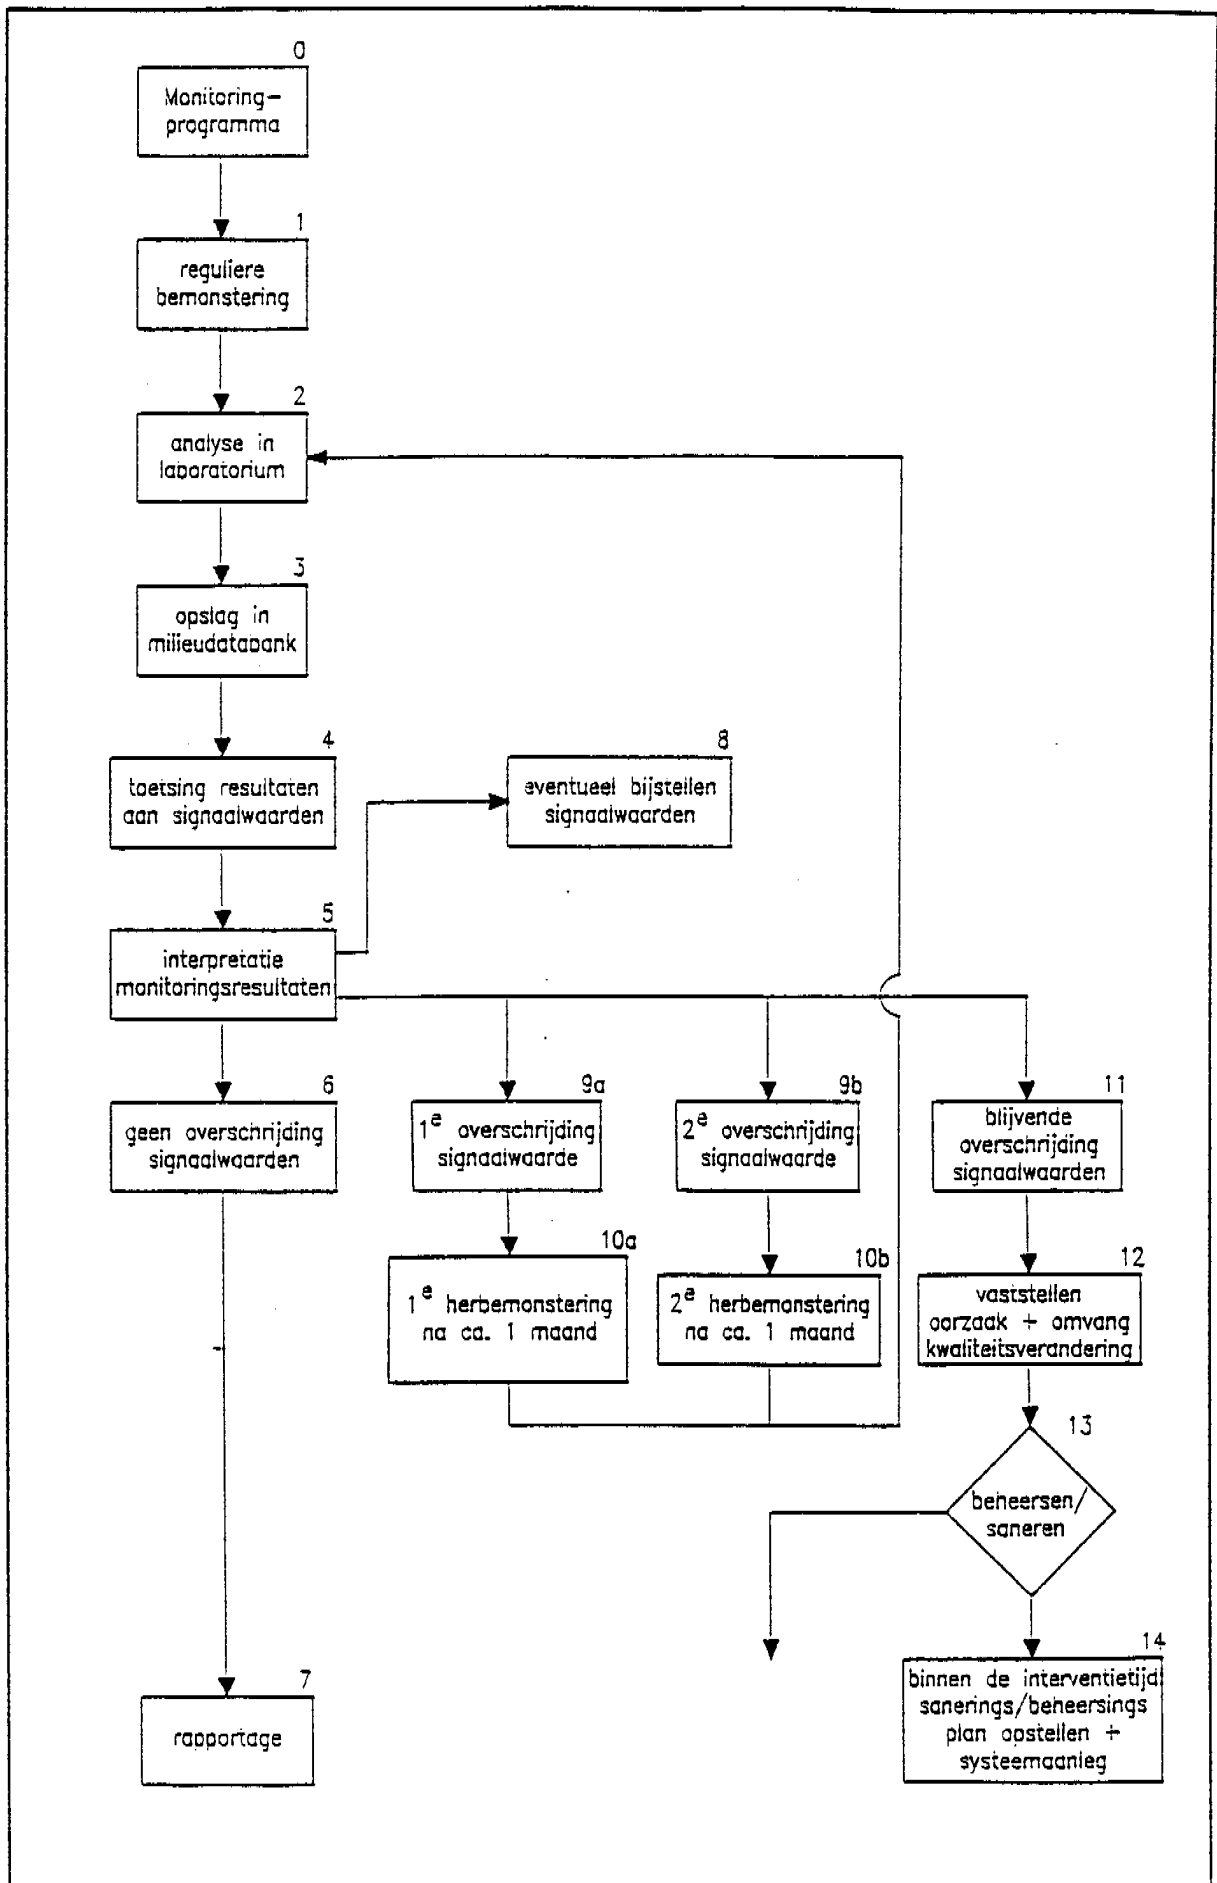 0
Monitoring-
programma
1
reguliere
bemonstering
2
analyse in
laboratorium
3
opslag in
milieudatabank
4
toetsing resultaten
aan signaalwaarden
8
eventueel bijstellen
signaalwaarden
5
interpretatie
monitoringsresultaten
6
geen overschrijding
signaalwaarden
9a
1e overschrijding
signaalwaarde
9b
2e overschrijding
signaalwaarde
11
blijvende
overschrijding
signaalwaarden
10a
1e herbemonstering
na ca. 1 maand
10b
2e herbemonstering
na ca. 1 maand
12
vaststellen
oorzaak + omvang
kwaliteitsverandering
13
beheersen/
saneren
7
rapportage
14
binnen de interventietijd
sanerings/beheersings
plan opstellen +
systeemaanleg